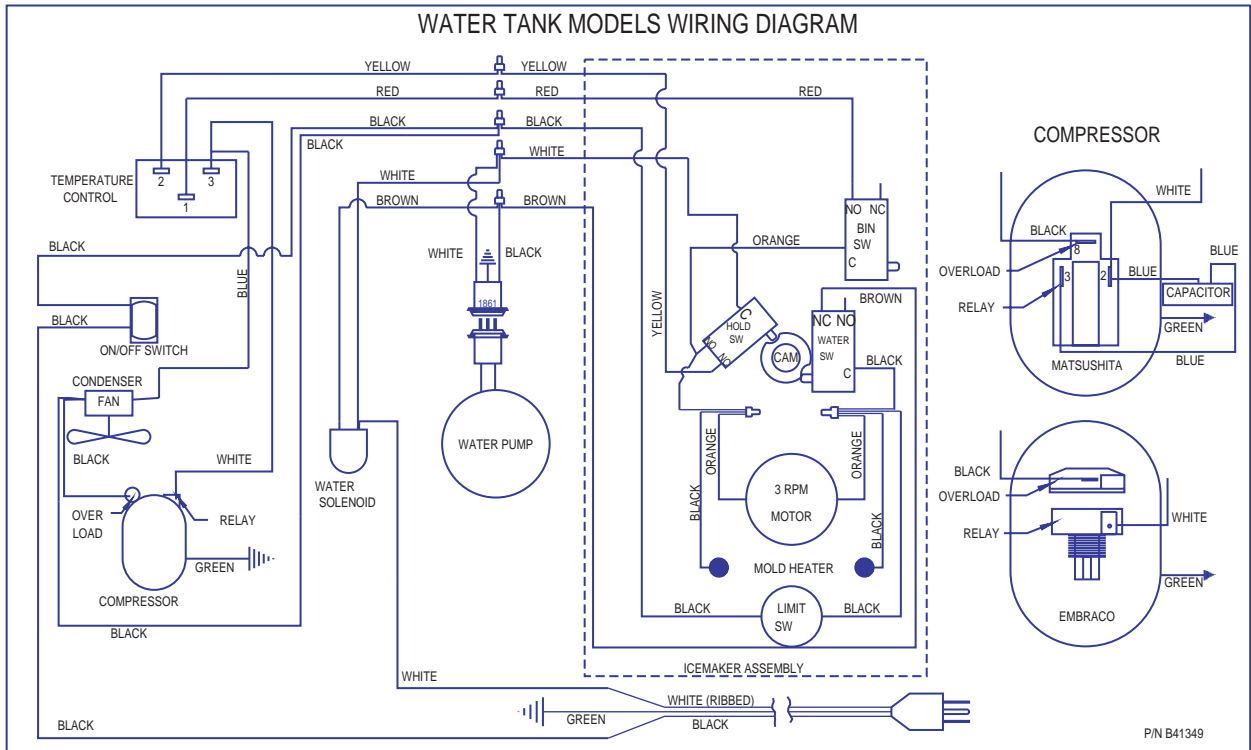 WATER TANK MODELS WIRING DIAGRAM
YELLOW
YELLOW
RED
RED
RED
BLACK
BLACK
BLACK
WHITE
WHITE
BROWN
BROWN
TEMPERATURE
CONTROL
2
3
1
BLACK
BLUE
BLACK
ON/OFF SWITCH
CONDENSER
FAN
BLACK
WHITE
OVER
LOAD
RELAY
GREEN
COMPRESSOR
BLACK
WHITE
BLACK
1861
WATER PUMP
WATER
SOLENOID
ORANGE
YELLOW
NO NC
BIN
SW
C
BROWN
C
HOLD
SW
NO
NO
CAM
NC NO
WATER
SW
C
BLACK
ORANGE
ORANGE
BLACK
BLACK
3 RPM
MOTOR
MOLD HEATER
BLACK
LIMIT
SW
BLACK
ICEMAKER ASSEMBLY
WHITE
WHITE (RIBBED)
GREEN
BLACK
BLACK
COMPRESSOR
WHITE
BLACK
8
BLUE
OVERLOAD
3
2
BLUE
CAPACITOR
RELAY
GREEN
BLUE
MATSUSHITA
BLACK
OVERLOAD
RELAY
WHITE
GREEN
EMBRACO
P/N B41349